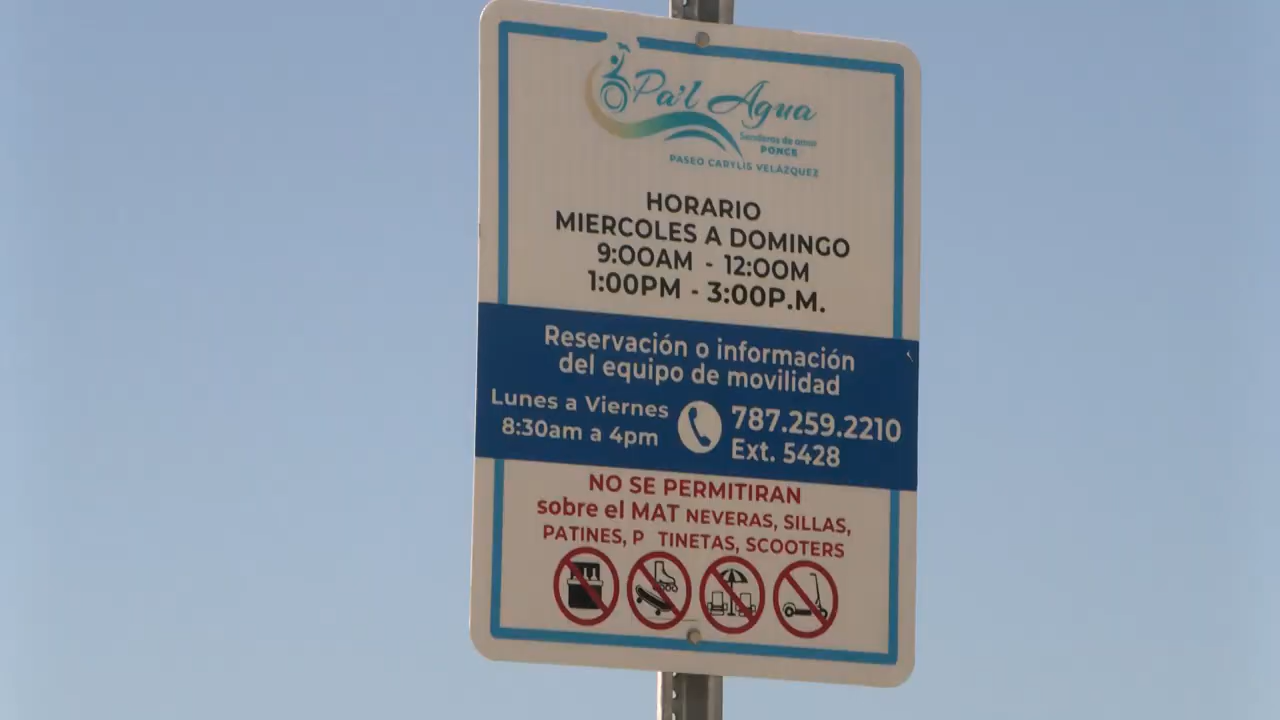 Pa'l Agua
Senderos de amor
PONCE
PASEO CARYLIS VELÁZQUEZ
HORARIO
MIERCOLES A DOMINGO
9:00AM - 12:00M
1:00PM - 3:00P.M.
Reservación o información
del equipo de movilidad
Lunes a Viernes
8:30am a 4pm
787.259.2210
Ext. 5428
NO SE PERMITIRAN
sobre el MAT NEVERAS, SILLAS,
PATINES, P TINETAS, SCOOTERS